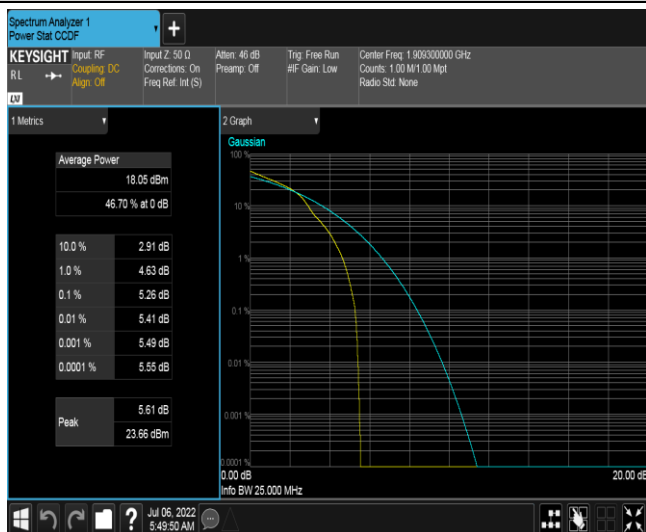 Spectrum Analyzer 1
Power Stat CCDF
+
KEYSIGHT
RL
Input: RF
Coupling: DC
Align: Off
Input Z: 50 Ω
Corrections: On
Freq Ref: Int (S)
Atten: 46 dB
Preamp: Off
Trig: Free Run
#IF Gain: Low
Center Freq: 1.909300000 GHz
Counts: 1.00 M/1.00 Mpt
Radio Std: None
1 Metrics
Average Power
18.05 dBm
46.70 % at 0 dB
10.0 % 2.91 dB
1.0 % 4.63 dB
0.1 % 5.26 dB
0.01 % 5.41 dB
0.001 % 5.49 dB
0.0001 % 5.55 dB
Peak
5.61 dB
23.66 dBm
2 Graph
Gaussian
100 %
10 %
1 %
0.1 %
0.01 %
0.001 %
0.0001 %
0.00 dB
20.00 dB
Info BW 25.000 MHz
?
Jul 06, 2022
5:49:50 AM